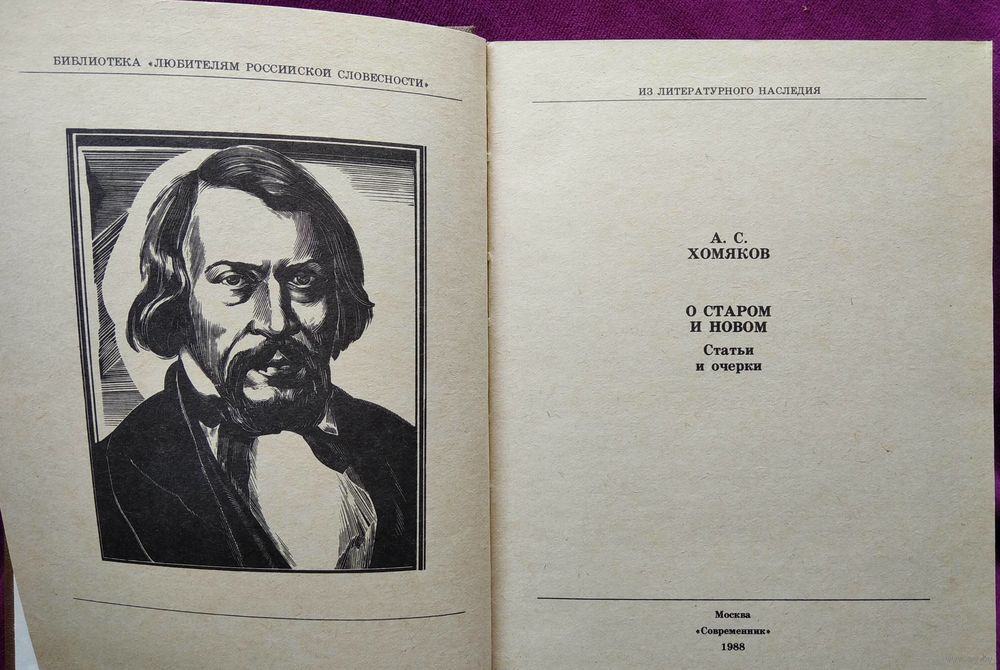 БИБЛИОТЕКА «ЛЮБИТЕЛЯМ РОССИЙСКОЙ СЛОВЕСНОСТИ»
ИЗ ЛИТЕРАТУРНОГО НАСЛЕДИЯ
А. С.
ХОМЯКОВ
О СТАРОМ
И НОВОМ
Статьи
и очерки
Москва
«Современник»
1988